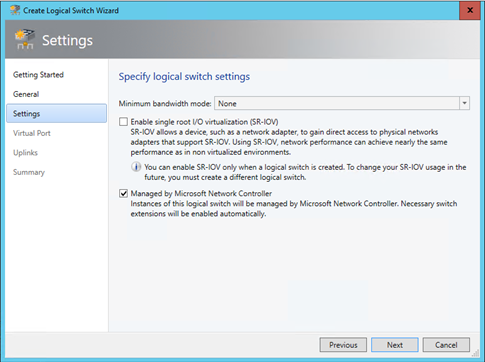 Create Logical Switch Wizard
x
Settings
Getting Started
General
Settings
Virtual Port
Uplinks
Summary
Specify logical switch settings
Minimum bandwidth mode: None
Enable single root I/O virtualization (SR-IOV)
SR-IOV allows a device, such as a network adapter, to gain direct access to physical networks
adapters that support SR-IOV. Using SR-IOV, network performance can achieve nearly the same
performance as in non virtualized environments.
You can enable SR-IOV only when a logical switch is created. To change your SR-IOV usage in the
future, you must create a different logical switch.
Managed by Microsoft Network Controller
Instances of this logical switch will be managed by Microsoft Network Controller. Necessary switch
extensions will be enabled automatically.
Previous
Next
Cancel